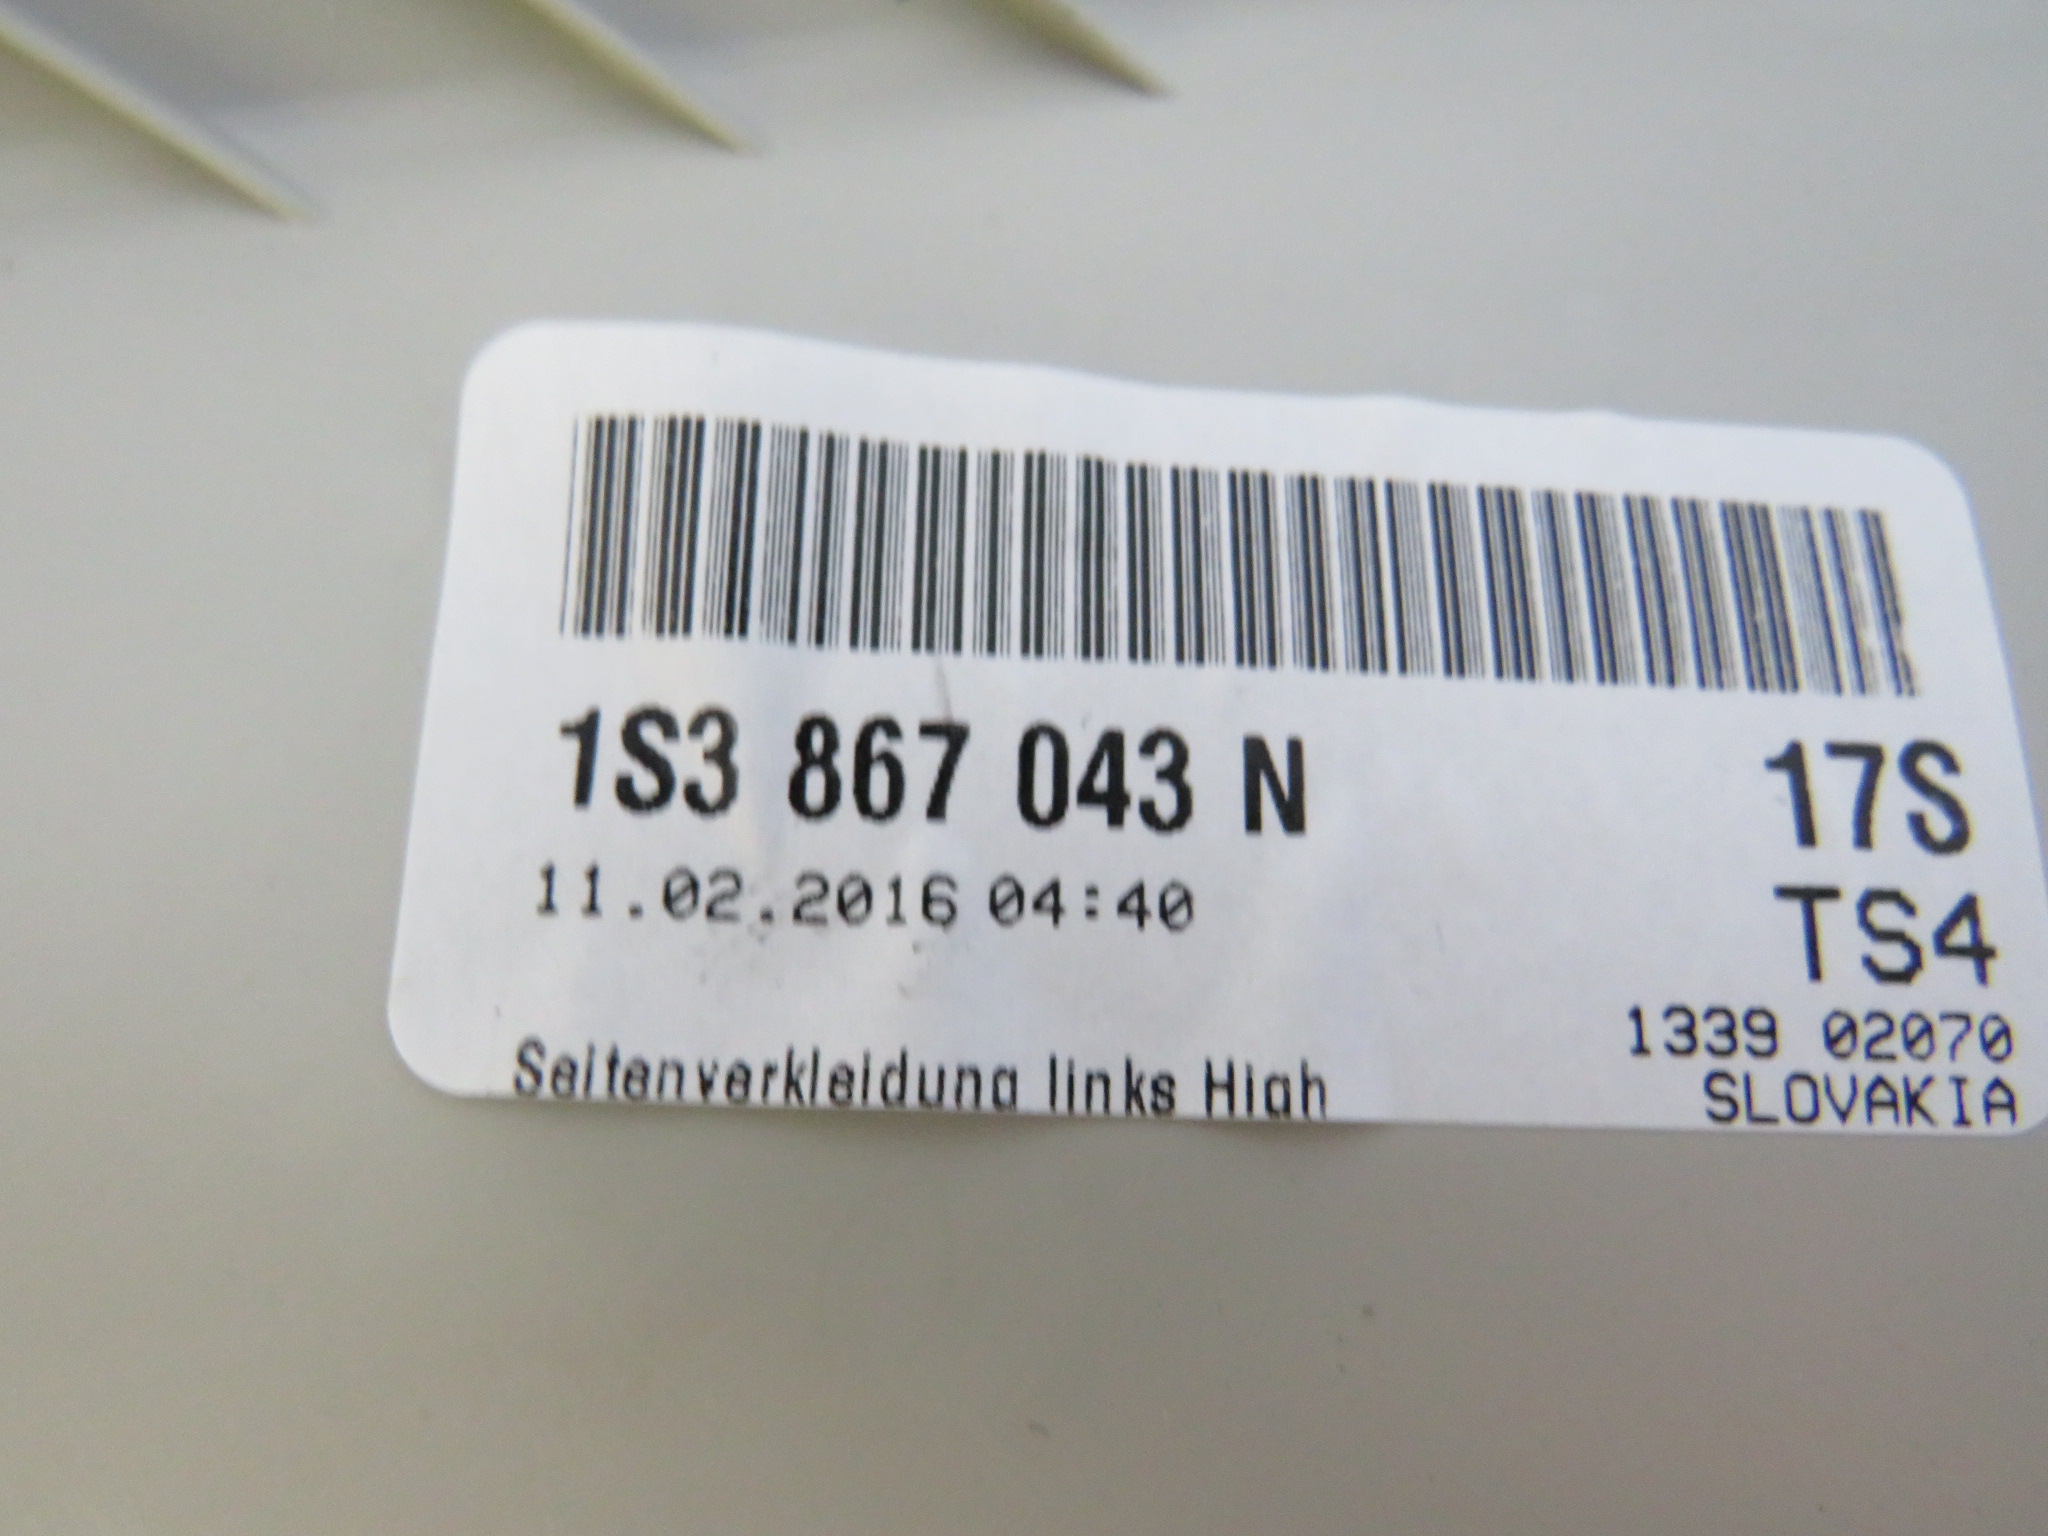 1S3 867 043 N 17S
11.02.2016 04:40 TS4
1339 02070
Seitenverkleidung links High SLOVAKIA